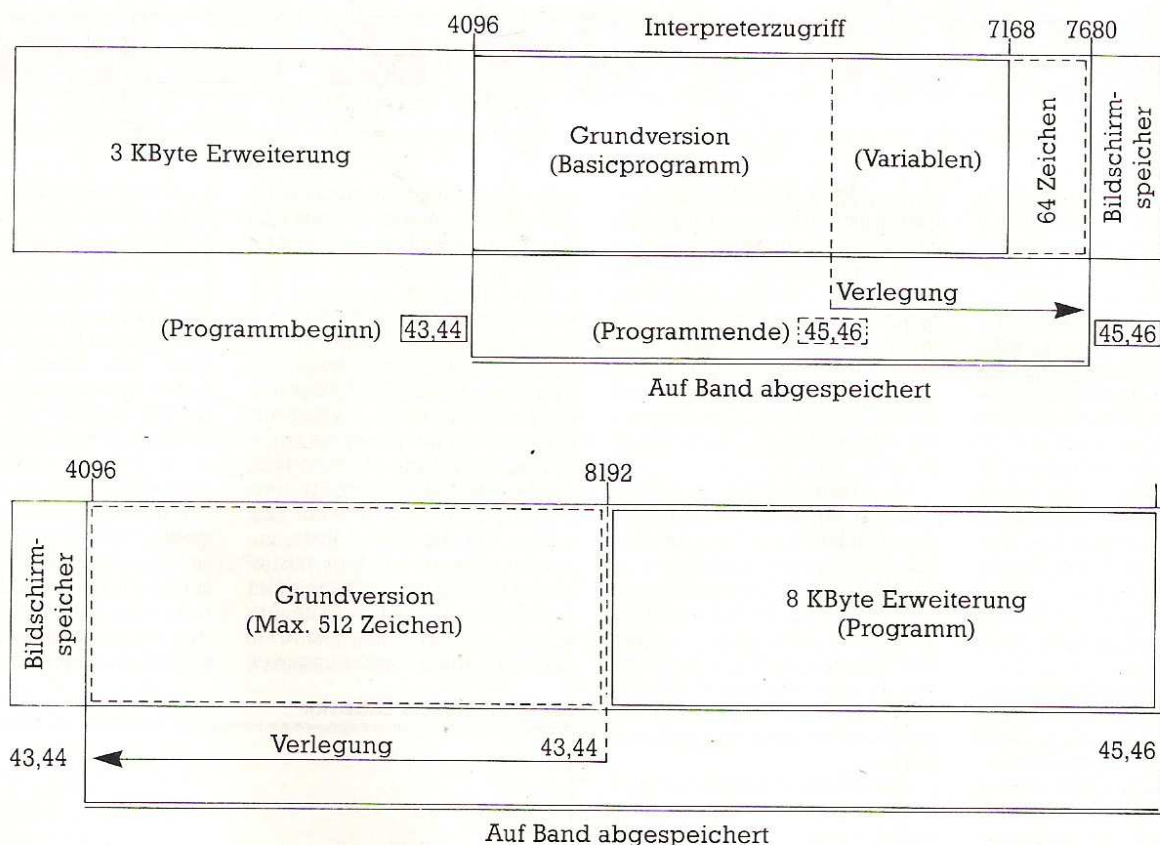 4096
Interpreterzugriff
7168
7680
3 KByte Erweiterung
Grundversion
(Basicprogramm)
(Variablen)
64 Zeichen
Bildschirm-
speicher
Verlegung
(Programmbeginn)
43,44
(Programmende)
45,46
45,46
Auf Band abgespeichert
4096
8192
Bildschirm-
speicher
Grundversion
(Max. 512 Zeichen)
8 KByte Erweiterung
(Programm)
43,44
Verlegung
43,44
45,46
Auf Band abgespeichert